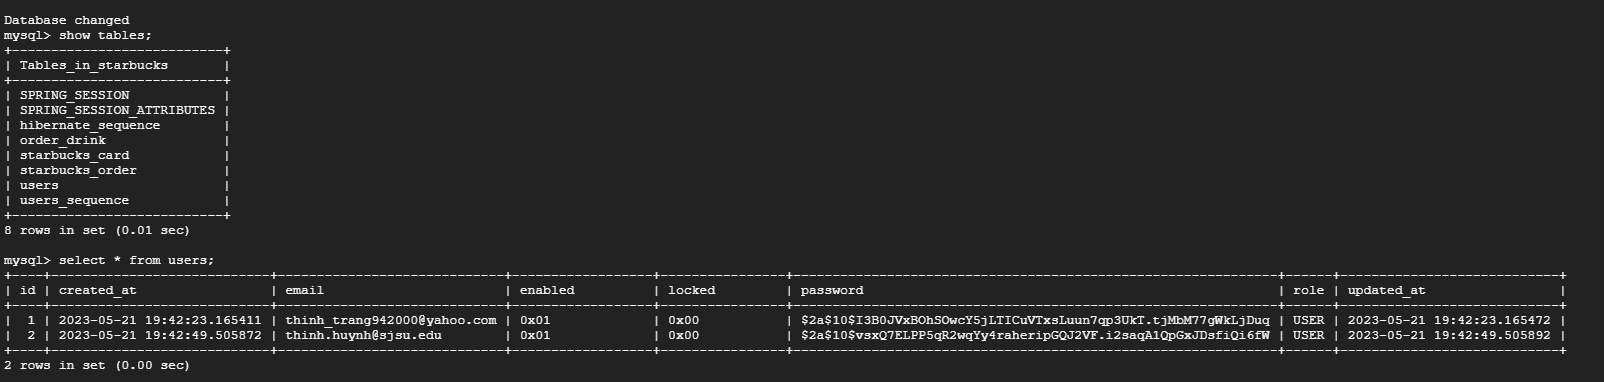 Database changed
mysql> show tables;
+---------------------------+
| Tables_in_starbucks       |
+---------------------------+
| SPRING_SESSION            |
| SPRING_SESSION_ATTRIBUTES |
| hibernate_sequence        |
| order_drink               |
| starbucks_card            |
| starbucks_order           |
| users                     |
| users_sequence            |
+---------------------------+
8 rows in set (0.01 sec)
mysql> select * from users;
+----+----------------------------+-----------------------------+------------------+----------------+--------------------------------------------------------------+------+----------------------------+
| id | created_at                 | email                       | enabled          | locked         | password                                                     | role | updated_at                 |
+----+----------------------------+-----------------------------+------------------+----------------+--------------------------------------------------------------+------+----------------------------+
|  1 | 2023-05-21 19:42:23.165411 | thinh_trang942000@yahoo.com | 0x01             | 0x00           | $2a$10$I3B0JVxBOhSOwcY5jLTICuVTxsLuun7qp3UkT.tjMbM77gWkLjDuq | USER | 2023-05-21 19:42:23.165472 |
|  2 | 2023-05-21 19:42:49.505872 | thinh.huynh@sjsu.edu        | 0x01             | 0x00           | $2a$10$vsxQ7ELPP5qR2wqYy4raheripGQJ2VF.i2saqA1QpGxJDsfiQi6fW | USER | 2023-05-21 19:42:49.505892 |
+----+----------------------------+-----------------------------+------------------+----------------+--------------------------------------------------------------+------+----------------------------+
2 rows in set (0.00 sec)